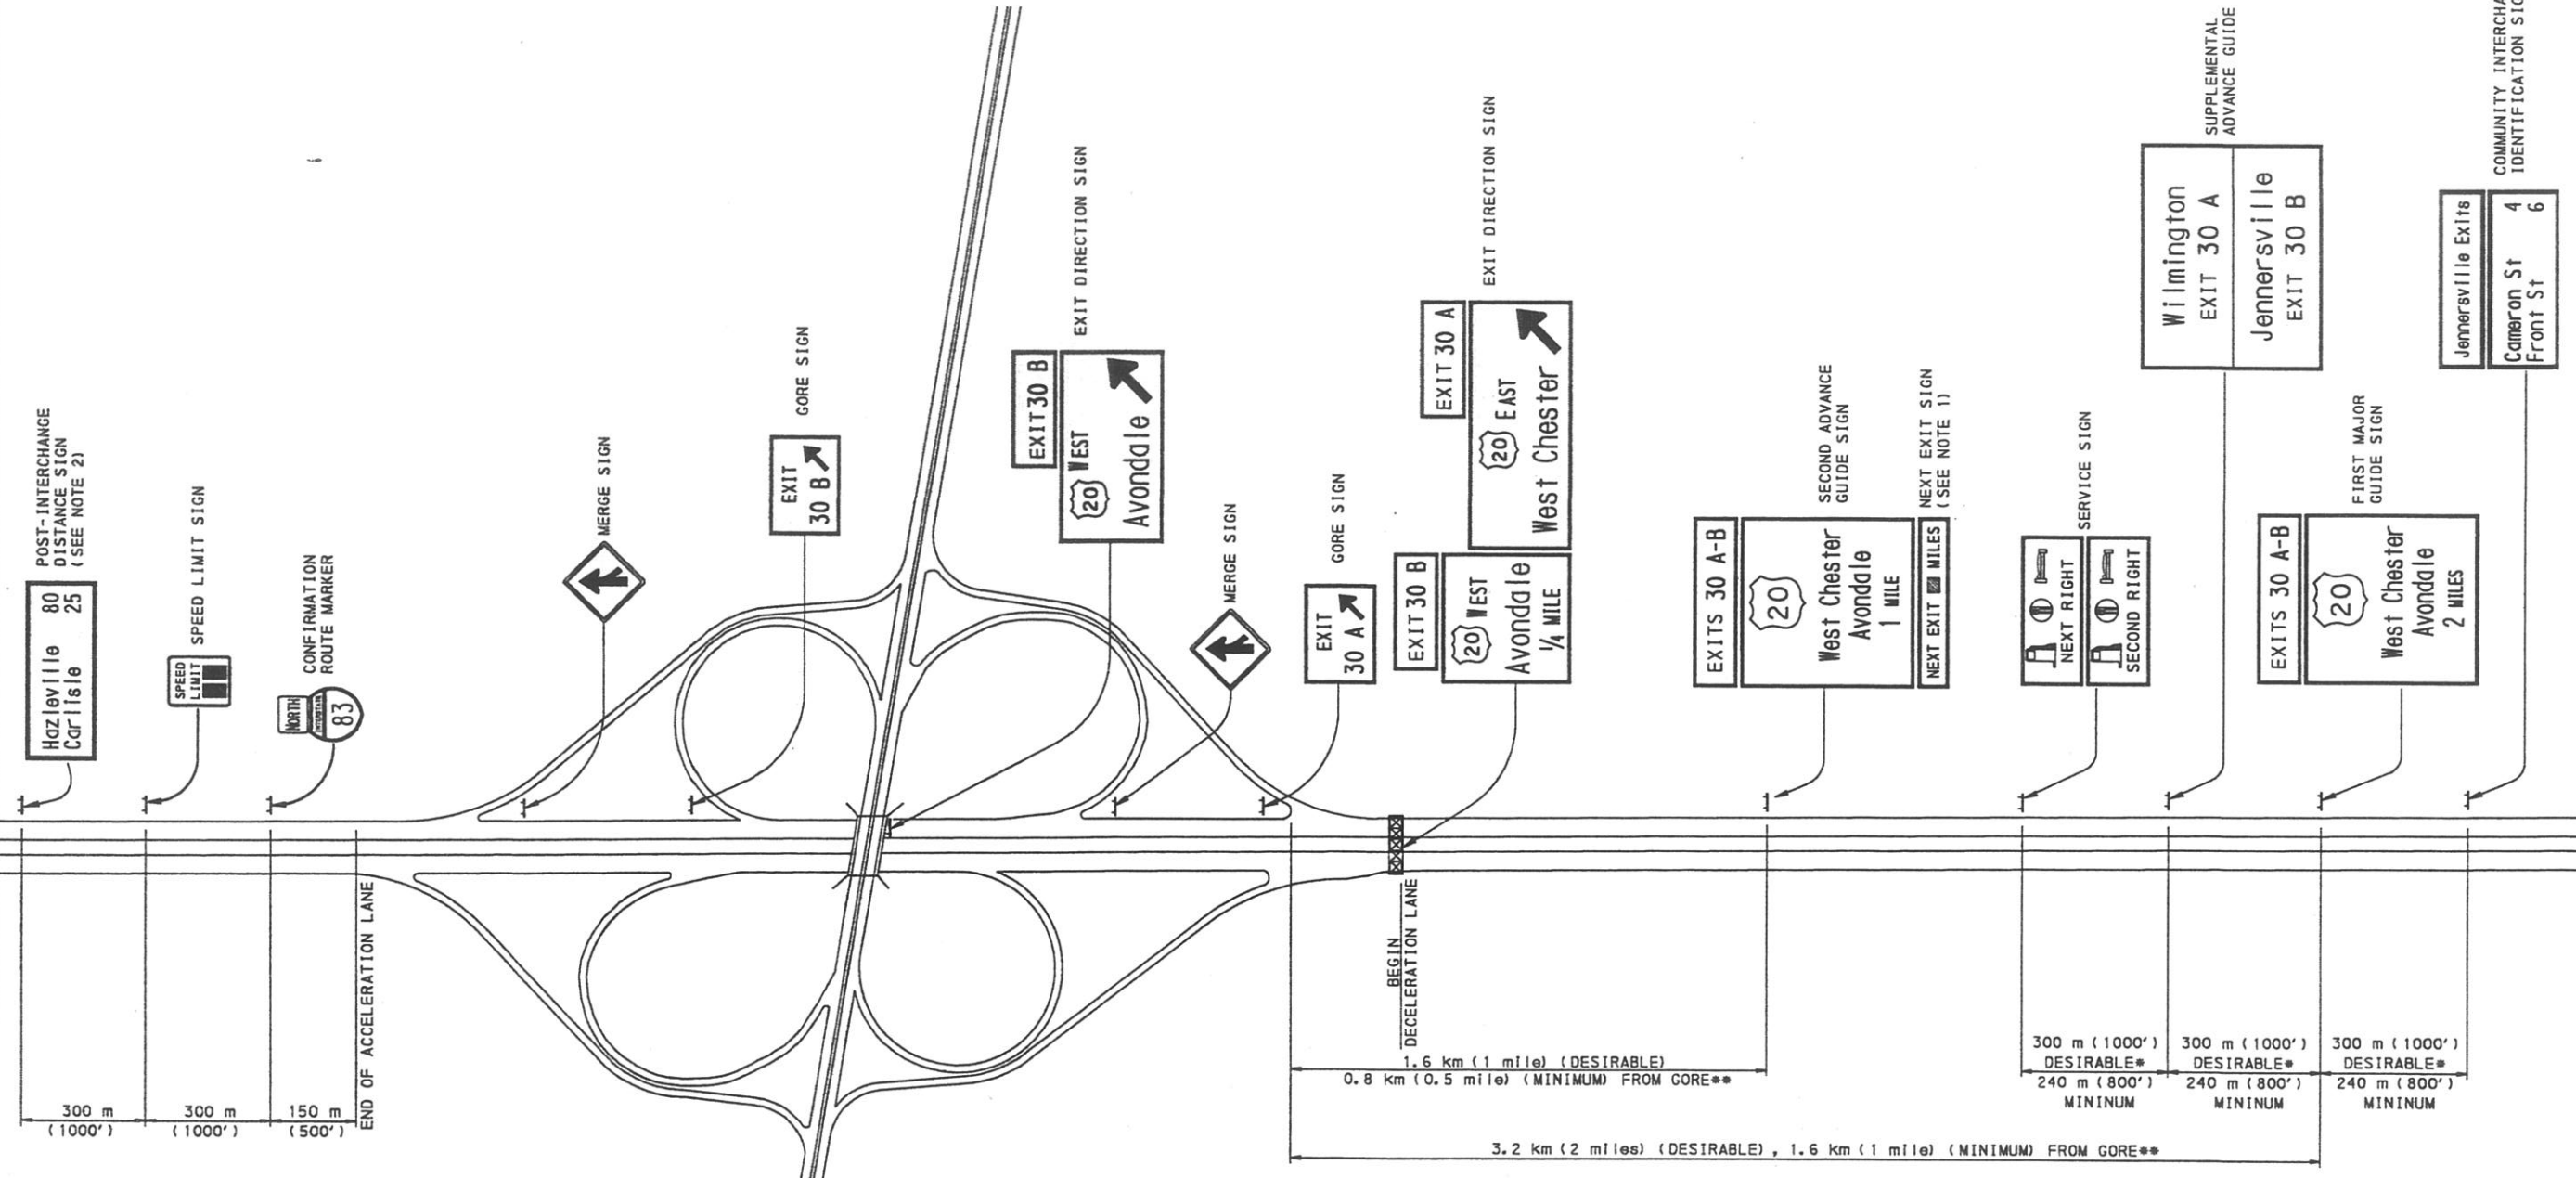 POST-INTERCHANGE
DISTANCE SIGN
(SEE NOTE 2)
Hazleville 80
Carlisle 25
SPEED LIMIT SIGN
SPEED
LIMIT
CONFIRMATION
ROUTE MARKER
NORTH
INTERSTATE
83
MERGE SIGN
GORE SIGN
EXIT
30 B
EXIT DIRECTION SIGN
EXIT 30 B
20 WEST
Avondale
MERGE SIGN
GORE SIGN
EXIT
30 A
EXIT DIRECTION SIGN
EXIT 30 A
20 EAST
West Chester
EXIT 30 B
20 WEST
Avondale
1/4 MILE
SECOND ADVANCE
GUIDE SIGN
EXITS 30 A-B
20
West Chester
Avondale
1 MILE
NEXT EXIT SIGN
(SEE NOTE 1)
NEXT EXIT MILES
SERVICE SIGN
NEXT RIGHT
SECOND RIGHT
SUPPLEMENTAL
ADVANCE GUIDE
Wilmington
EXIT 30 A
Jennersville
EXIT 30 B
FIRST MAJOR
GUIDE SIGN
EXITS 30 A-B
20
West Chester
Avondale
2 MILES
COMMUNITY
IDENTIFICATION
Jennersville Exits
Cameron St 4
Front St 6
300 m
(1000')
300 m
(1000')
150 m
(500')
END OF ACCELERATION LANE
BEGIN
DECELERATION LANE
1.6 km (1 mile) (DESIRABLE)
0.8 km (0.5 mile) (MINIMUM) FROM GORE**
300 m (1000')
DESIRABLE*
240 m (800')
MININUM
300 m (1000')
DESIRABLE*
240 m (800')
MININUM
300 m (1000')
DESIRABLE*
240 m (800')
MININUM
3.2 km (2 miles) (DESIRABLE), 1.6 km (1 mile) (MINIMUM) FROM GORE**